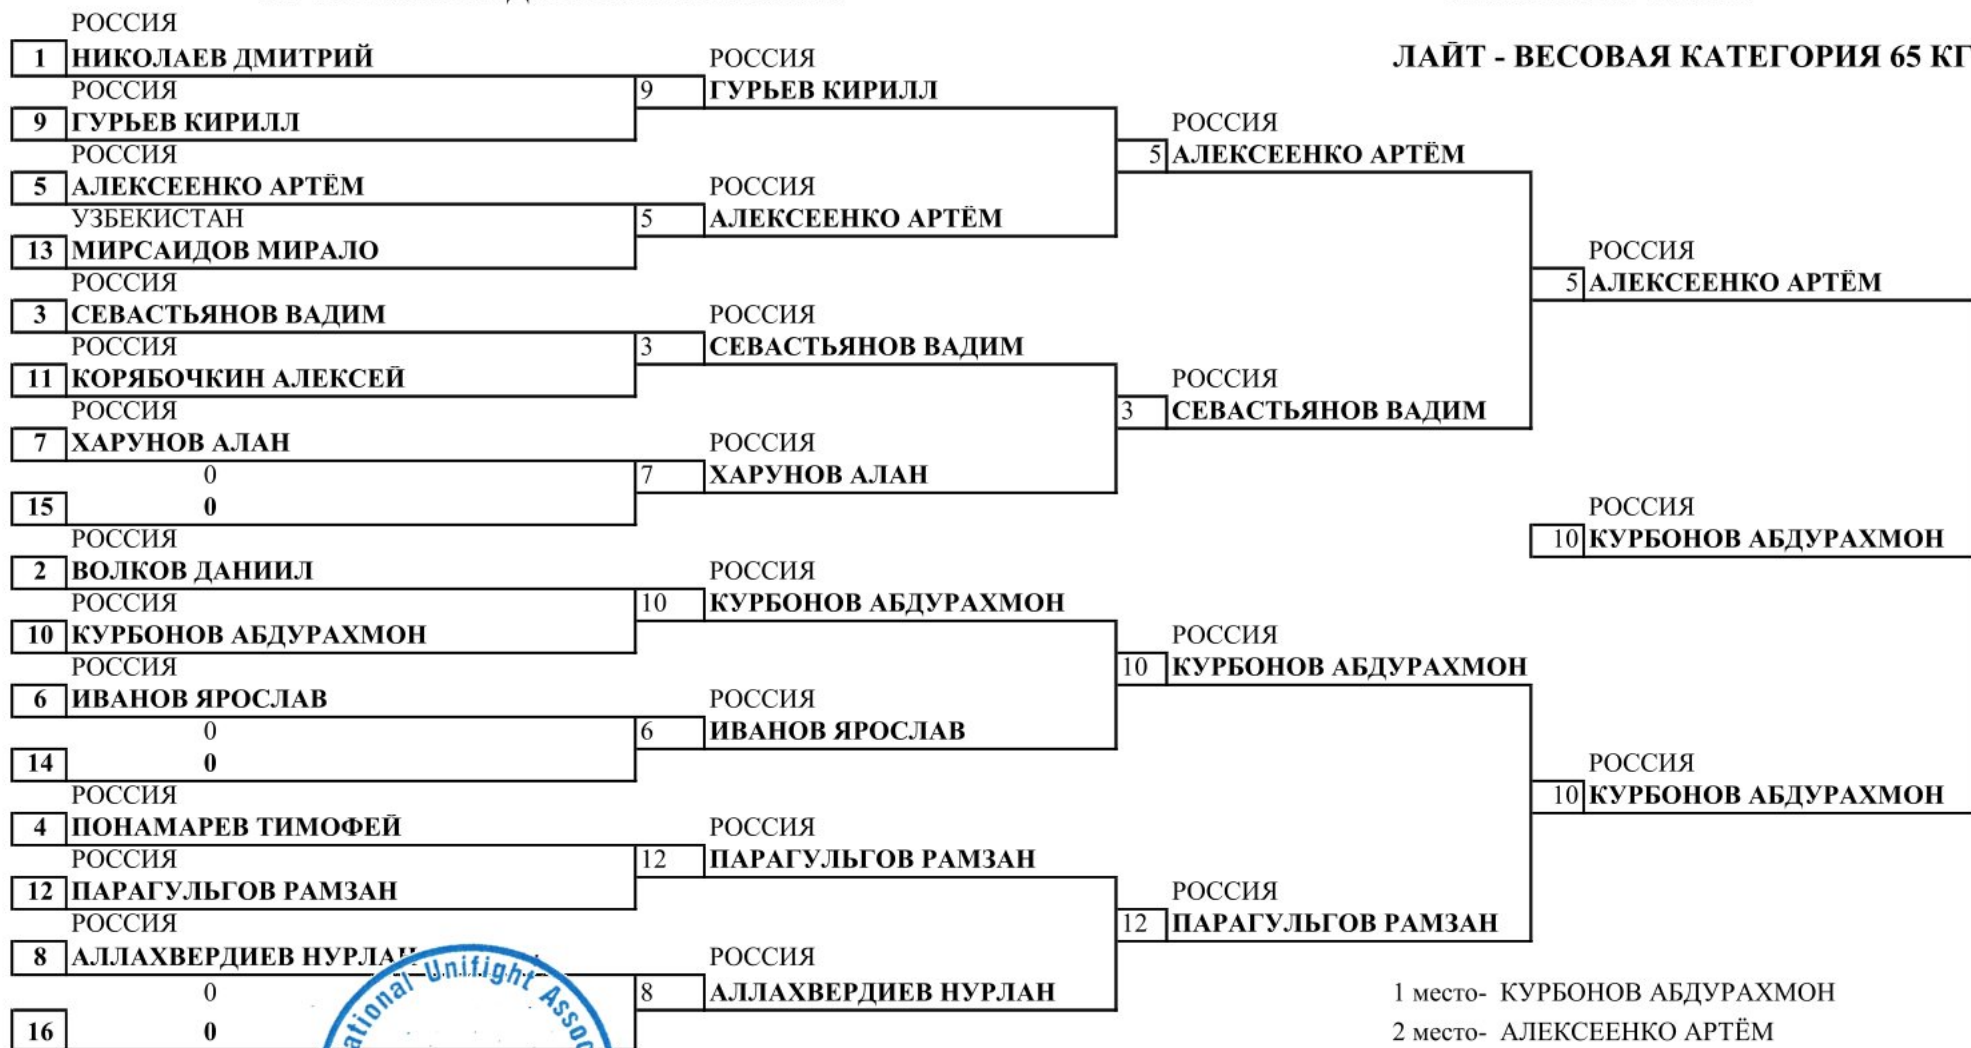 РОССИЯ
1 НИКОЛАЕВ ДМИТРИЙ
РОССИЯ
9 ГУРЬЕВ КИРИЛЛ
РОССИЯ
5 АЛЕКСЕЕНКО АРТЁМ
УЗБЕКИСТАН
13 МИРСАИДОВ МИРАЛО
РОССИЯ
3 СЕВАСТЬЯНОВ ВАДИМ
РОССИЯ
11 КОРЯБОЧКИН АЛЕКСЕЙ
РОССИЯ
7 ХАРУНОВ АЛАН
0
15 0
РОССИЯ
2 ВОЛКОВ ДАНИИЛ
РОССИЯ
10 КУРБОНОВ АБДУРАХМОН
РОССИЯ
6 ИВАНОВ ЯРОСЛАВ
0
14 0
РОССИЯ
4 ПОНАМАРЕВ ТИМОФЕЙ
РОССИЯ
12 ПАРАГУЛЬГОВ РАМЗАН
РОССИЯ
8 АЛЛАХВЕРДИЕВ НУРЛАН
0
16 0
РОССИЯ
9 ГУРЬЕВ КИРИЛЛ
РОССИЯ
5 АЛЕКСЕЕНКО АРТЁМ
РОССИЯ
3 СЕВАСТЬЯНОВ ВАДИМ
РОССИЯ
7 ХАРУНОВ АЛАН
РОССИЯ
10 КУРБОНОВ АБДУРАХМОН
РОССИЯ
6 ИВАНОВ ЯРОСЛАВ
РОССИЯ
12 ПАРАГУЛЬГОВ РАМЗАН
РОССИЯ
8 АЛЛАХВЕРДИЕВ НУРЛАН
РОССИЯ
5 АЛЕКСЕЕНКО АРТЁМ
РОССИЯ
3 СЕВАСТЬЯНОВ ВАДИМ
РОССИЯ
10 КУРБОНОВ АБДУРАХМОН
РОССИЯ
12 ПАРАГУЛЬГОВ РАМЗАН
ЛАЙТ - ВЕСОВАЯ КАТЕГОРИЯ 65 КГ
РОССИЯ
5 АЛЕКСЕЕНКО АРТЁМ
РОССИЯ
10 КУРБОНОВ АБДУРАХМОН
РОССИЯ
10 КУРБОНОВ АБДУРАХМОН
1 место- КУРБОНОВ АБДУРАХМОН
2 место- АЛЕКСЕЕНКО АРТЁМ
Unifight